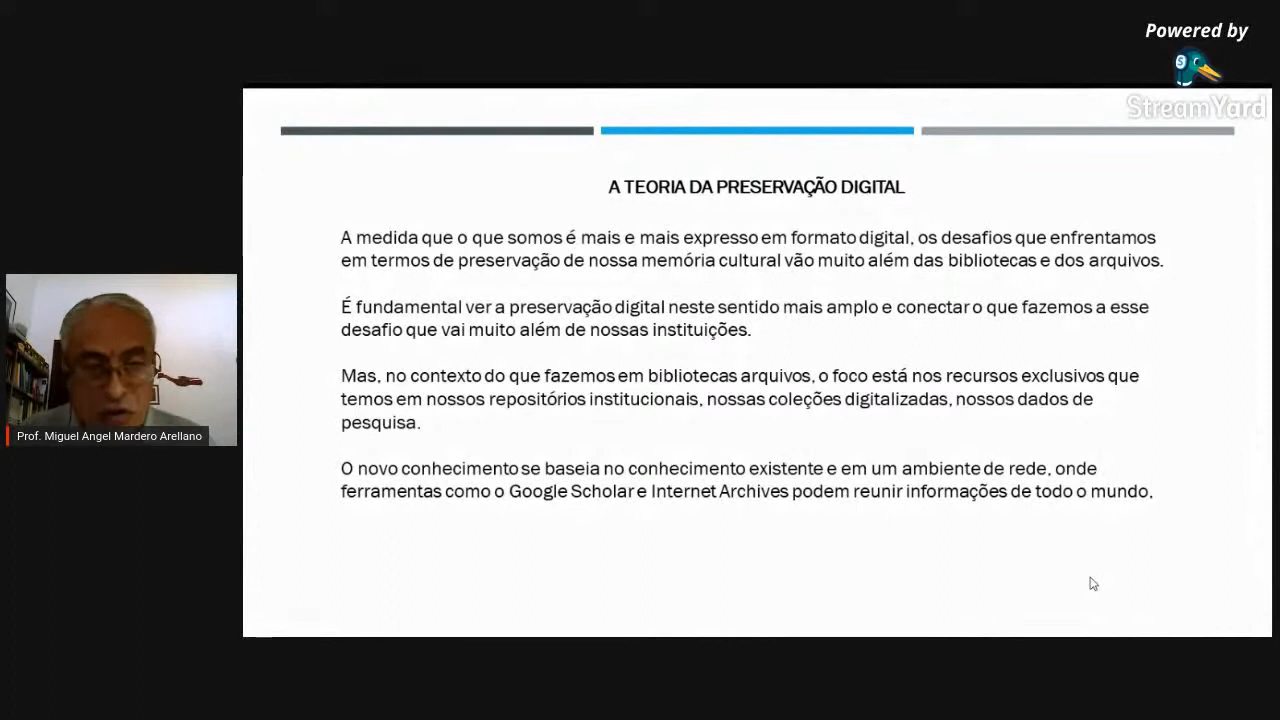 Powered by
StreamYard
A TEORIA DA PRESERVAÇÃO DIGITAL
A medida que o que somos é mais e mais expresso em formato digital, os desafios que enfrentamos
em termos de preservação de nossa memória cultural vão muito além das bibliotecas e dos arquivos.
É fundamental ver a preservação digital neste sentido mais amplo e conectar o que fazemos a esse
desafio que vai muito além de nossas instituições.
Mas, no contexto do que fazemos em bibliotecas arquivos, o foco está nos recursos exclusivos que
temos em nossos repositórios institucionais, nossas coleções digitalizadas, nossos dados de
pesquisa.
O novo conhecimento se baseia no conhecimento existente e em um ambiente de rede, onde
ferramentas como o Google Scholar e Internet Archives podem reunir informações de todo o mundo,
Prof. Miguel Angel Mardero Arellano